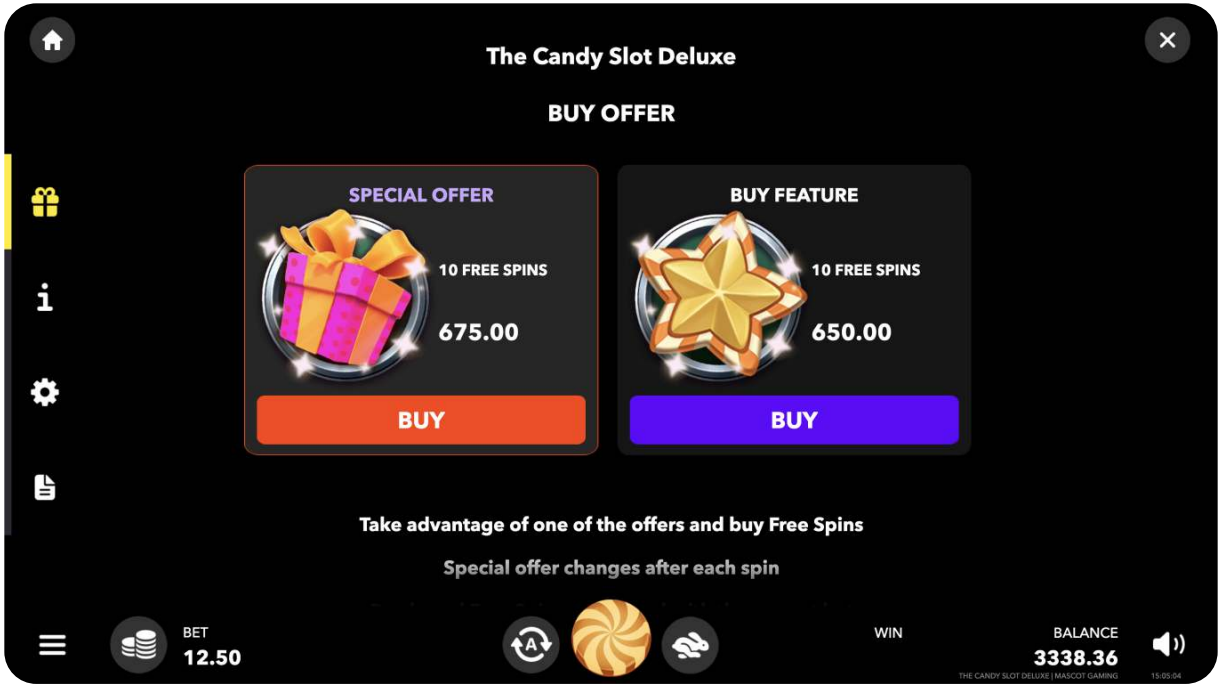 The Candy Slot Deluxe
BUY OFFER
SPECIAL OFFER
10 FREE SPINS
675.00
BUY
BUY FEATURE
10 FREE SPINS
650.00
BUY
Take advantage of one of the offers and buy Free Spins
Special offer changes after each spin
BET
12.50
A
WIN
BALANCE
3338.36
THE CANDY SLOT DELUXE | MASCOT GAMING
15:05:04